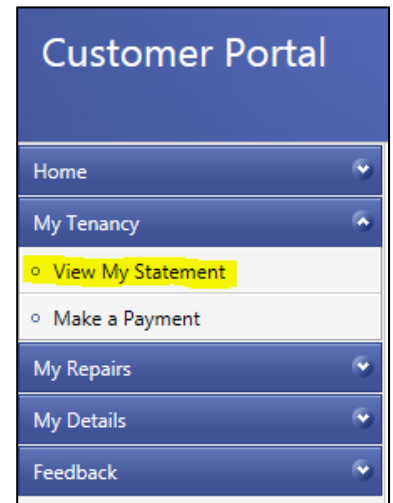 Customer Portal
Home
My Tenancy
View My Statement
Make a Payment
My Repairs
My Details
Feedback